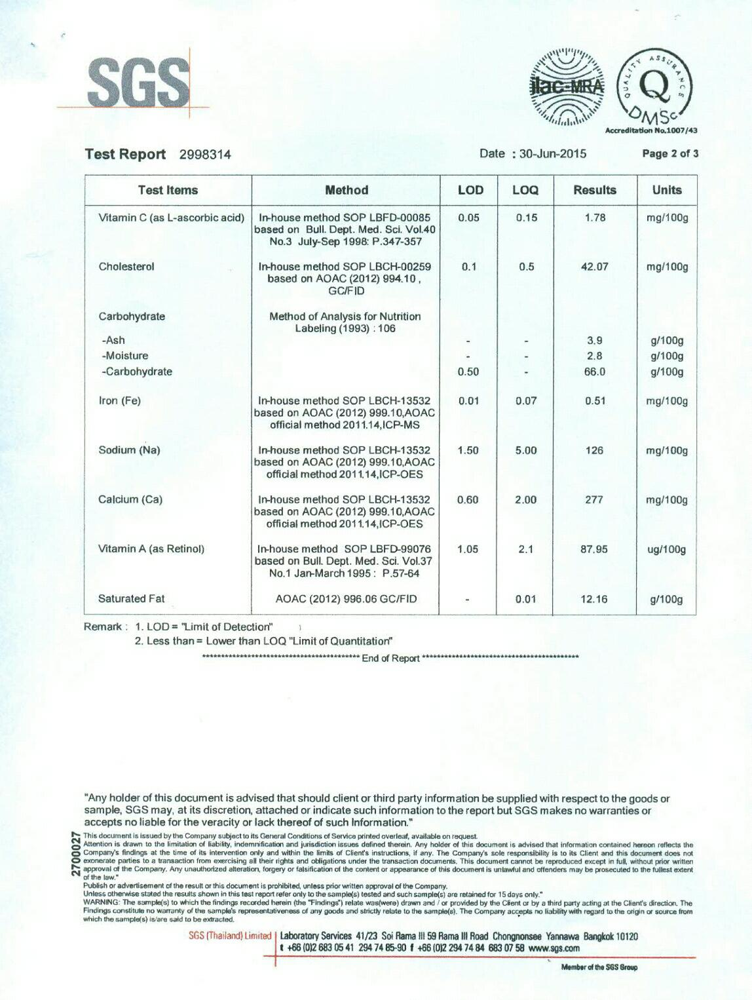 SGS
ilac-MRA
QUALITY ASSURANCE
Q
DMSc
Accreditation No.1007/43
Test Report 2998314 Date : 30-Jun-2015 Page 2 of 3
Test Items Method LOD LOQ Results Units
Vitamin C (as L-ascorbic acid) In-house method SOP LBFD-00085 0.05 0.15 1.78 mg/100g
based on Bull. Dept. Med. Sci. Vol.40
No.3 July-Sep 1998: P.347-357
Cholesterol In-house method SOP LBCH-00259 0.1 0.5 42.07 mg/100g
based on AOAC (2012) 994.10 ,
GC/FID
Carbohydrate Method of Analysis for Nutrition
Labeling (1993) : 106
-Ash - - 3.9 g/100g
-Moisture - - 2.8 g/100g
-Carbohydrate 0.50 - 66.0 g/100g
Iron (Fe) In-house method SOP LBCH-13532 0.01 0.07 0.51 mg/100g
based on AOAC (2012) 999.10,AOAC
official method 2011.14,ICP-MS
Sodium (Na) In-house method SOP LBCH-13532 1.50 5.00 126 mg/100g
based on AOAC (2012) 999.10,AOAC
official method 2011.14,ICP-OES
Calcium (Ca) In-house method SOP LBCH-13532 0.60 2.00 277 mg/100g
based on AOAC (2012) 999.10,AOAC
official method 2011.14,ICP-OES
Vitamin A (as Retinol) In-house method SOP LBFD-99076 1.05 2.1 87.95 ug/100g
based on Bull. Dept. Med. Sci. Vol.37
No.1 Jan-March 1995 : P.57-64
Saturated Fat AOAC (2012) 996.06 GC/FID - 0.01 12.16 g/100g
Remark : 1. LOD = "Limit of Detection"
2. Less than = Lower than LOQ "Limit of Quantitation"
****************************************** End of Report ******************************************
"Any holder of this document is advised that should client or third party information be supplied with respect to the goods or
sample, SGS may, at its discretion, attached or indicate such information to the report but SGS makes no warranties or
accepts no liable for the veracity or lack thereof of such Information."
27000027
This document is issued by the Company subject to its General Conditions of Service printed overleaf, available on request.
Attention is drawn to the limitation of liability, indemnification and jurisdiction issues defined therein. Any holder of this document is advised that information contained hereon reflects the
Company's findings at the time of its intervention only and within the limits of Client's instructions, if any. The Company's sole responsibility is to its Client and this document does not
exonerate parties to a transaction from exercising all their rights and obligations under the transaction documents. This document cannot be reproduced except in full, without prior written
approval of the Company. Any unauthorized alteration, forgery or falsification of the content or appearance of this document is unlawful and offenders may be prosecuted to the fullest extent
of the law."
Publish or advertisement of the result or this document is prohibited, unless prior written approval of the Company.
Unless otherwise stated the results shown in this test report refer only to the sample(s) tested and such sample(s) are retained for 15 days only."
WARNING: The sample(s) to which the findings recorded herein (the "Findings") relate was(were) drawn and / or provided by the Client or by a third party acting at the Client's direction. The
Findings constitute no warranty of the sample's representativeness of any goods and strictly relate to the sample(s). The Company accepts no liability with regard to the origin or source from
which the sample(s) is/are said to be extracted.
SGS (Thailand) Limited Laboratory Services 41/23 Soi Rama III 59 Rama III Road Chongnonsee Yannawa Bangkok 10120
t +66 (0)2 683 05 41 294 74 85-90 f +66 (0)2 294 74 84 683 07 58 www.sgs.com
Member of the SGS Group